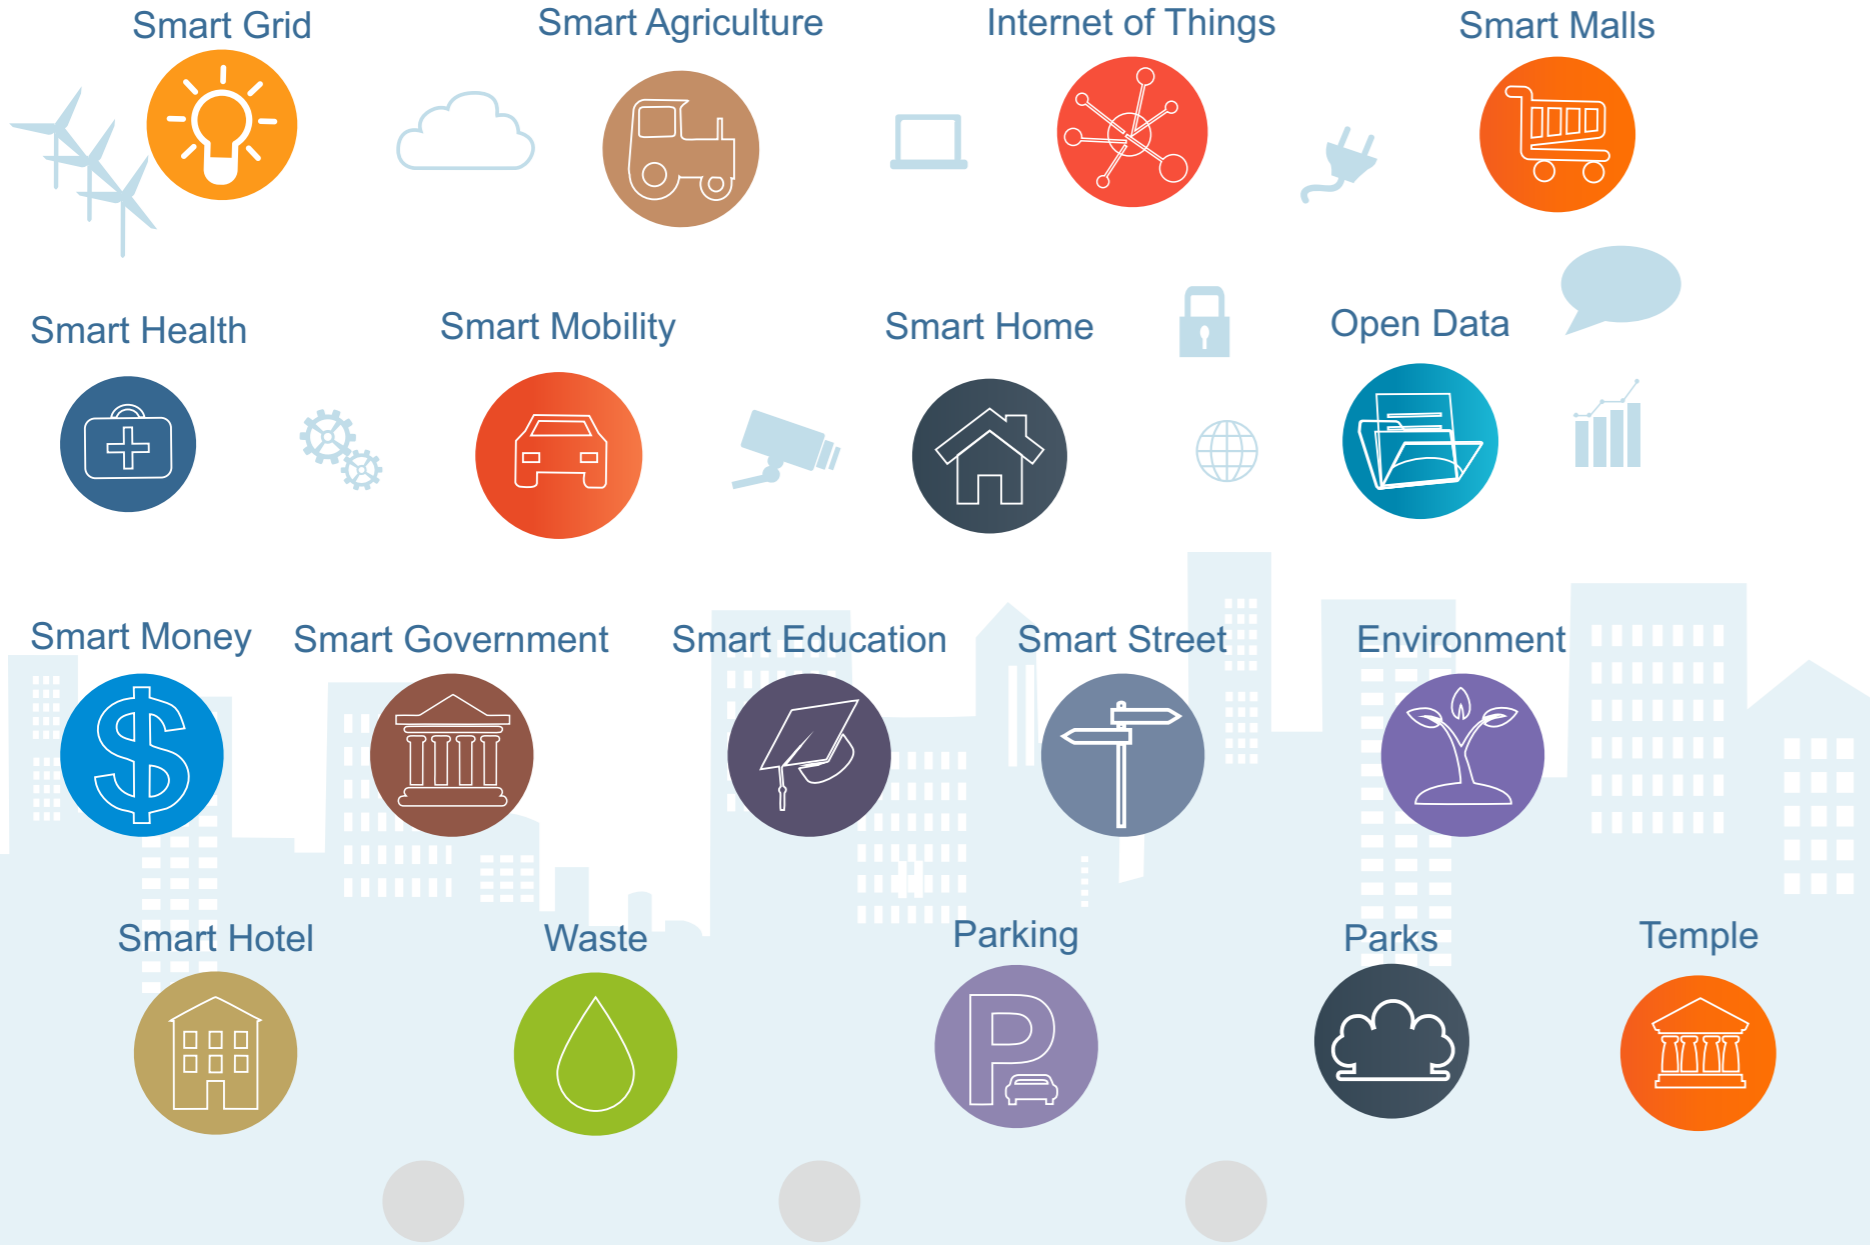 Smart Grid
Smart Agriculture
Internet of Things
Smart Malls
Smart Health
Smart Mobility
Smart Home
Open Data
Smart Money
Smart Government
Smart Education
Smart Street
Environment
Smart Hotel
Waste
Parking
Parks
Temple
P